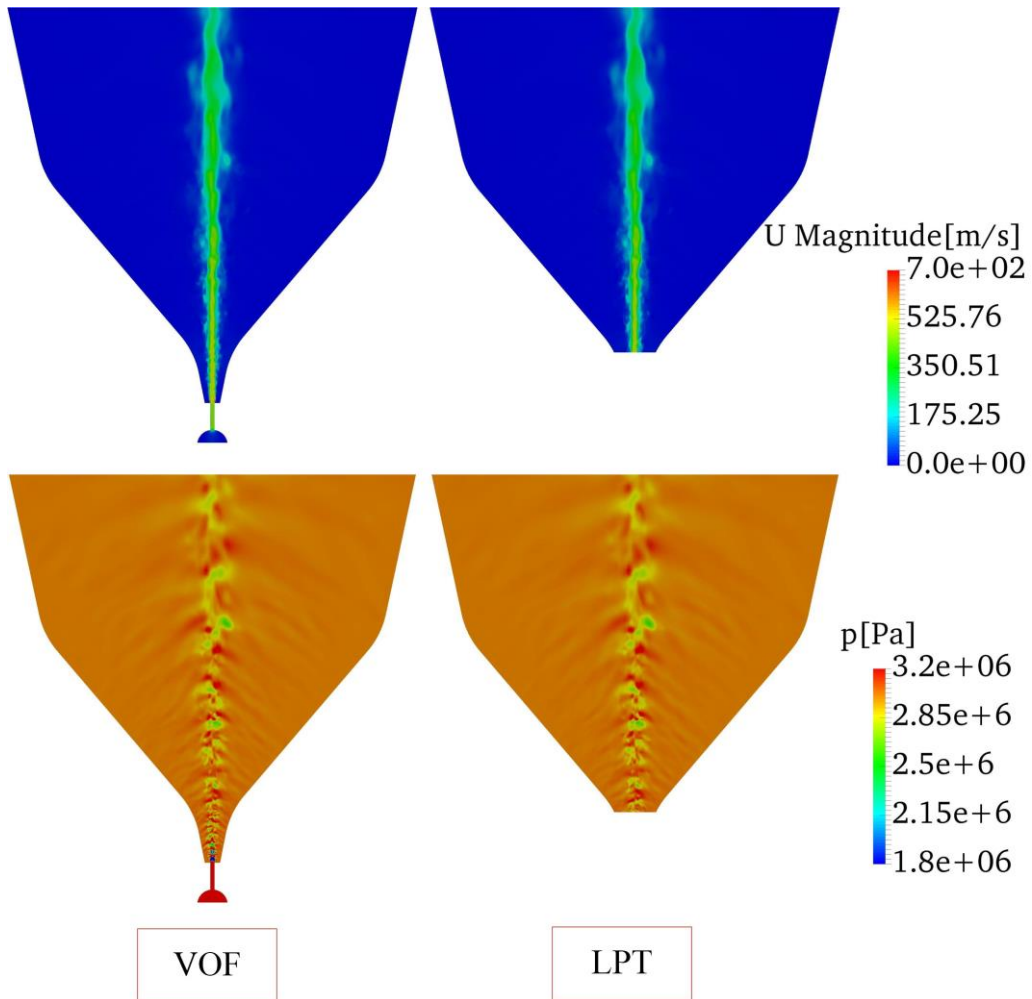 U Magnitude[m/s]
7.0e+02
525.76
350.51
175.25
0.0e+00
p[Pa]
3.2e+06
2.85e+6
2.5e+6
2.15e+6
1.8e+06
VOF
LPT